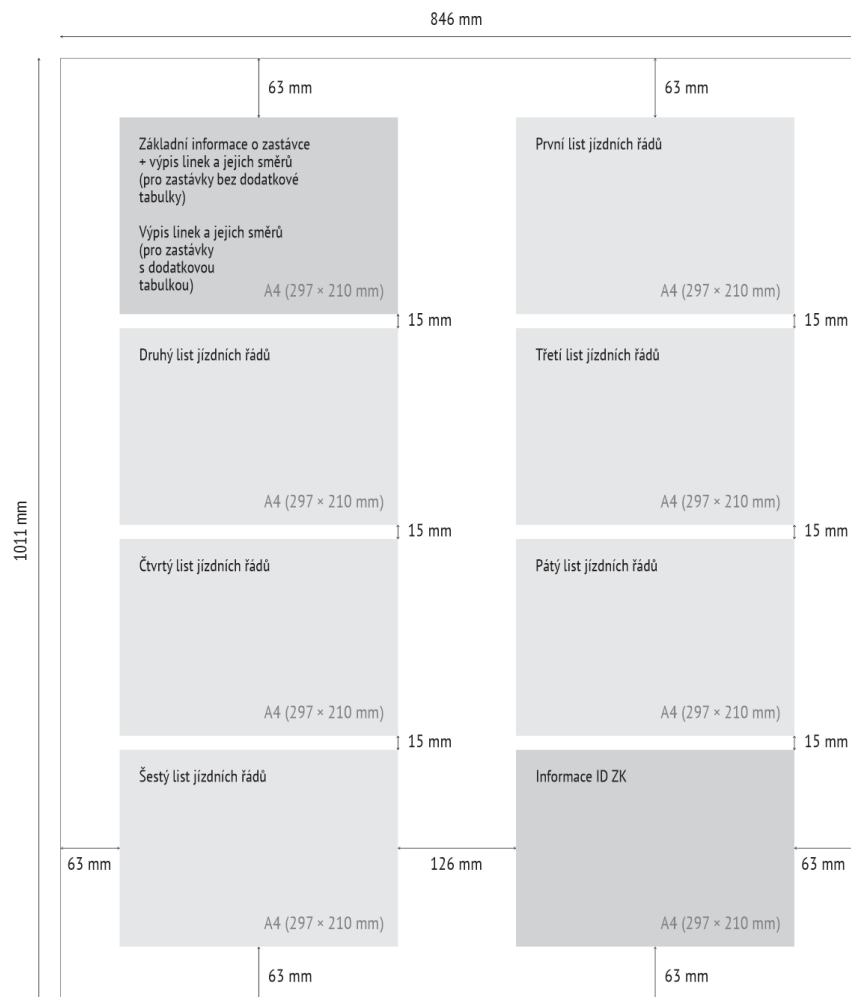 846 mm
63 mm
63 mm
Základní informace o zastávce
+ výpis linek a jejich směrů
(pro zastávky bez dodatkové
tabulky)
Výpis linek a jejich směrů
(pro zastávky
s dodatkovou
tabulkou)
A4 (297 × 210 mm)
První list jízdních řádů
A4 (297 × 210 mm)
15 mm
15 mm
Druhý list jízdních řádů
A4 (297 × 210 mm)
Třetí list jízdních řádů
A4 (297 × 210 mm)
15 mm
15 mm
1011 mm
Čtvrtý list jízdních řádů
A4 (297 × 210 mm)
Pátý list jízdních řádů
A4 (297 × 210 mm)
15 mm
15 mm
Šestý list jízdních řádů
A4 (297 × 210 mm)
Informace ID ZK
A4 (297 × 210 mm)
63 mm
126 mm
63 mm
63 mm
63 mm